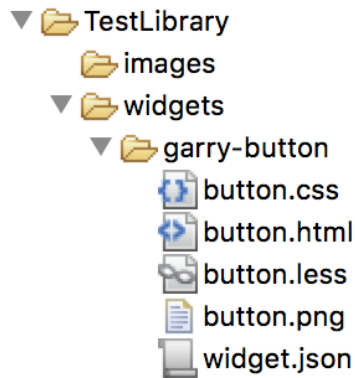 TestLibrary
images
widgets
garry-button
button.css
button.html
button.less
button.png
widget.json